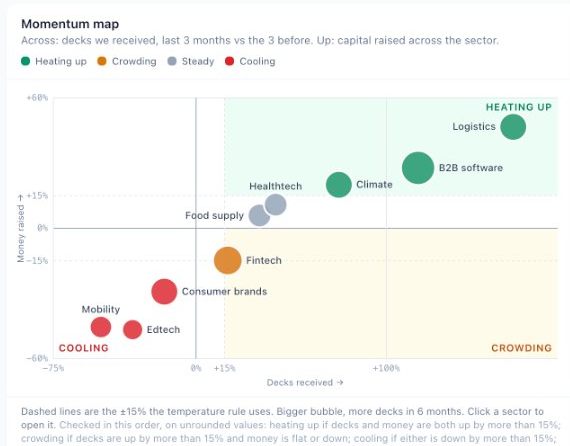 Momentum map
Across: decks we received, last 3 months vs the 3 before. Up: capital raised across the sector.
Heating up Crowding Steady Cooling
+60%
HEATING UP
Logistics
B2B software
Healthtech
Climate
+15%
Food supply
0%
Money raised →
−15%
Fintech
Consumer brands
Mobility
Edtech
COOLING
CROWDING
−60%
−75% 0% +15% +100%
Decks received →
Dashed lines are the ±15% the temperature rule uses. Bigger bubble, more decks in 6 months. Click a sector to
open it. Checked in this order, on unrounded values: heating up if decks and money are both up by more than 15%;
crowding if decks are up by more than 15% and money is flat or down; cooling if either is down by more than 15%;